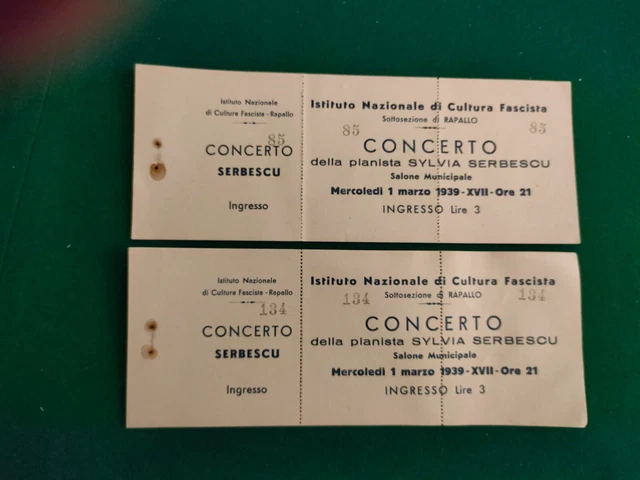 Istituto Nazionale
di Cultura Fascista - Rapallo
85
CONCERTO
SERBESCU
Ingresso
Istituto Nazionale di Cultura Fascista
Sottosezione di RAPALLO
85 85
CONCERTO
della pianista SYLVIA SERBESCU
Salone Municipale
Mercoledì 1 marzo 1939-XVII-Ore 21
INGRESSO Lire 3
Istituto Nazionale
di Cultura Fasciste - Rapallo
134
CONCERTO
SERBESCU
Ingresso
Istituto Nazionale di Cultura Fascista
Sottosezione di RAPALLO
134 134
CONCERTO
della pianista SYLVIA SERBESCU
Salone Municipale
Mercoledì 1 marzo 1939-XVII-Ore 21
INGRESSO Lire 3